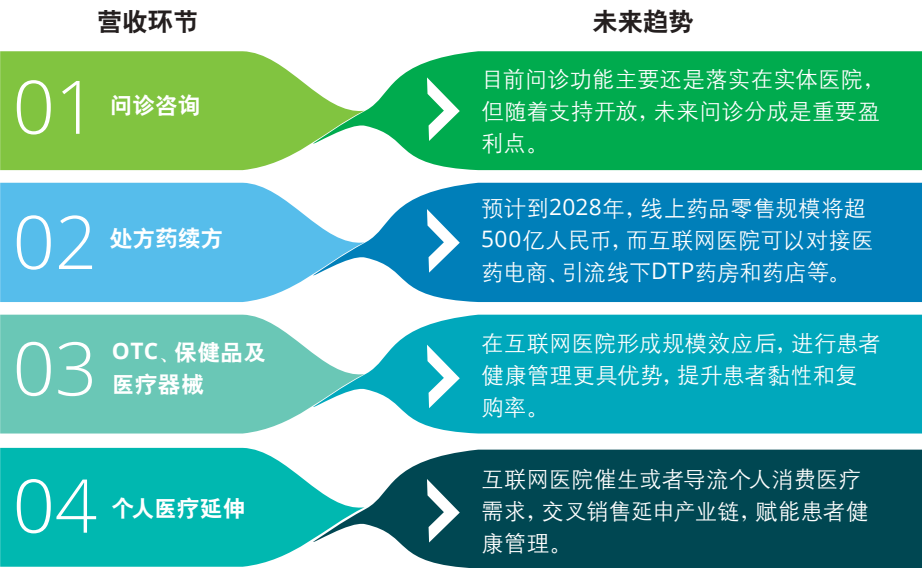 营收环节
未来趋势
01
问诊咨询
目前问诊功能主要还是落实在实体医院，
但随着支持开放，未来问诊分成是重要盈
利点。
02
处方药续方
预计到2028年，线上药品零售规模将超
500亿人民币，而互联网医院可以对接医
药电商、引流线下DTP药房和药店等。
03
OTC、保健品及
医疗器械
在互联网医院形成规模效应后，进行患者
健康管理更具优势，提升患者黏性和复
购率。
04
个人医疗延伸
互联网医院催生或者导流个人消费医疗
需求，交叉销售延申产业链，赋能患者健
康管理。